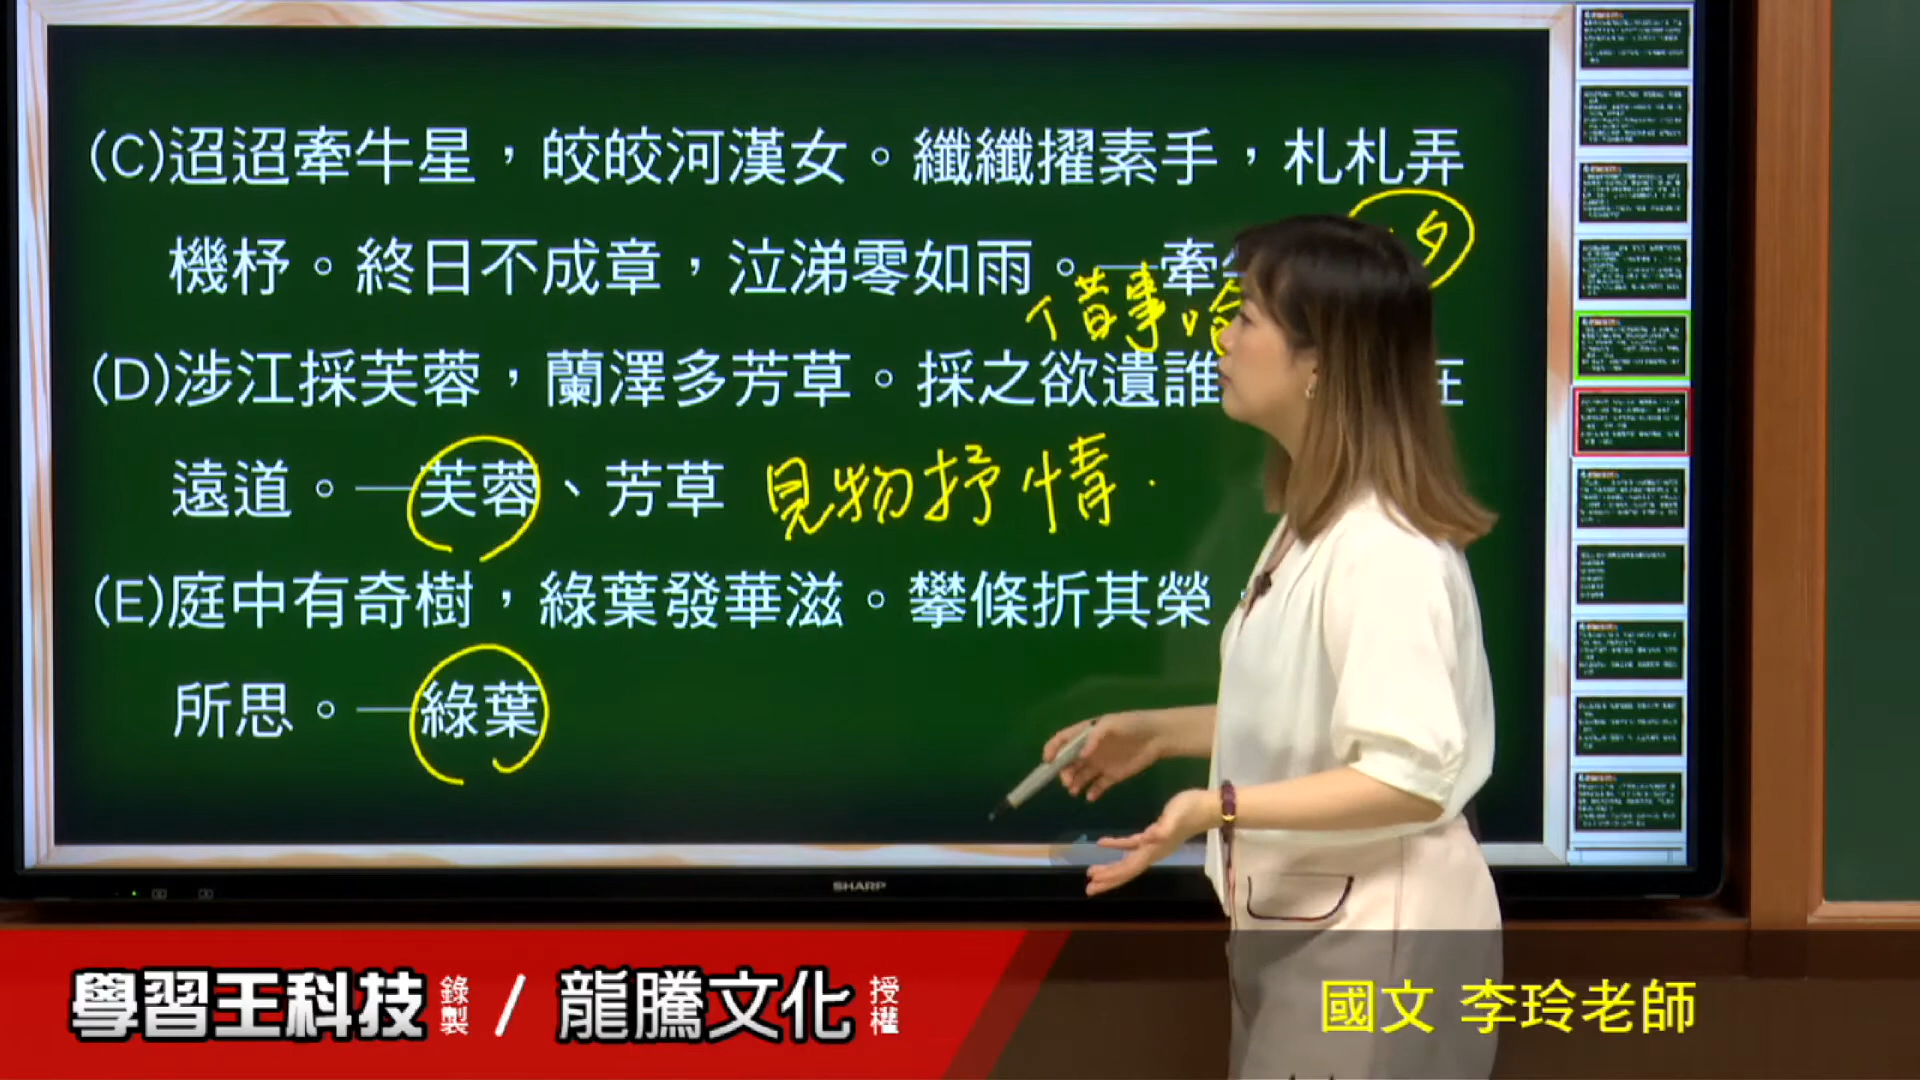 (C)迢迢牽牛星，皎皎河漢女。纖纖擢素手，札札弄
機杼。終日不成章，泣涕零如雨。—牽
夕
借事
(D)涉江採芙蓉，蘭澤多芳草。採之欲遺誰
在
遠道。—芙蓉、芳草 見物抒情.
(E)庭中有奇樹，綠葉發華滋。攀條折其榮
所思。—綠葉
SHARP
學習王科技 錄製 / 龍騰文化 授權
國文 李玲老師